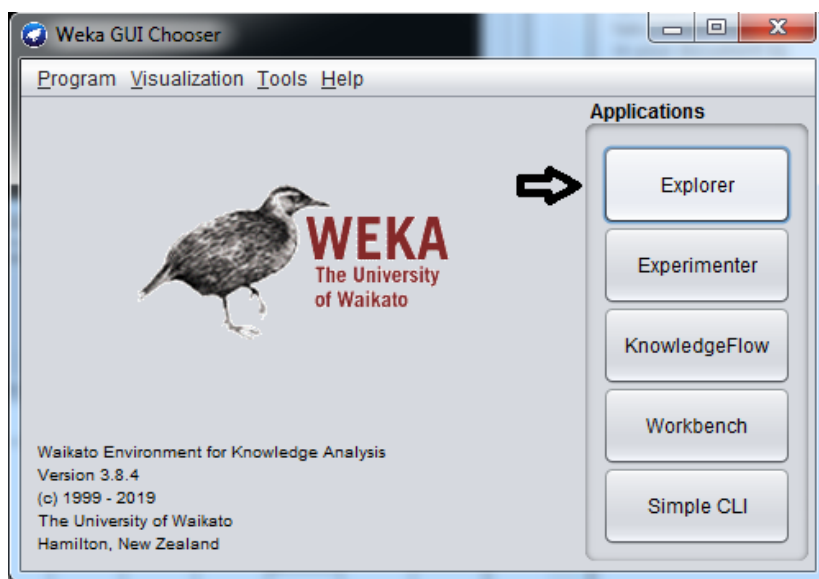 Weka GUI Chooser
Program Visualization Tools Help
Applications
Explorer
WEKA
The University
of Waikato
Experimenter
KnowledgeFlow
Workbench
Simple CLI
Waikato Environment for Knowledge Analysis
Version 3.8.4
(c) 1999 - 2019
The University of Waikato
Hamilton, New Zealand